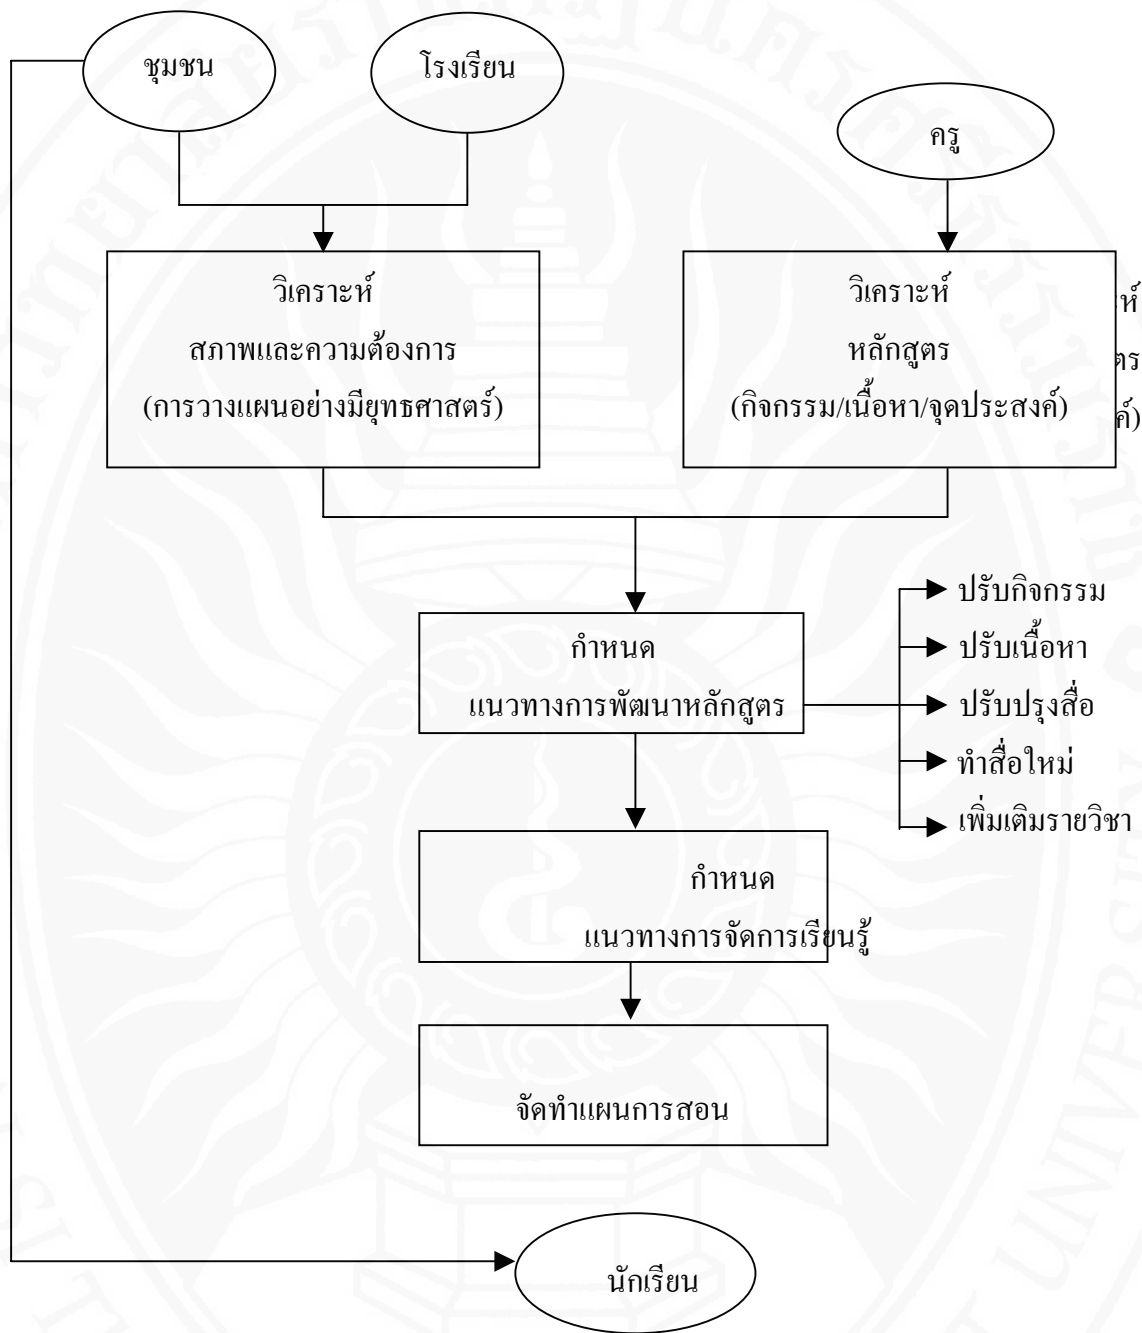 ชุมชน
โรงเรียน
ครู
วิเคราะห์
สภาพและความต้องการ
(การวางแผนอย่างมียุทธศาสตร์)
วิเคราะห์
หลักสูตร
(กิจกรรม/เนื้อหา/จุดประสงค์)
ห์
ตร
ค์)
กำหนด
แนวทางการพัฒนาหลักสูตร
ปรับกิจกรรม
ปรับเนื้อหา
ปรับปรุงสื่อ
ทำสื่อใหม่
เพิ่มเติมรายวิชา
กำหนด
แนวทางการจัดการเรียนรู้
จัดทำแผนการสอน
นักเรียน